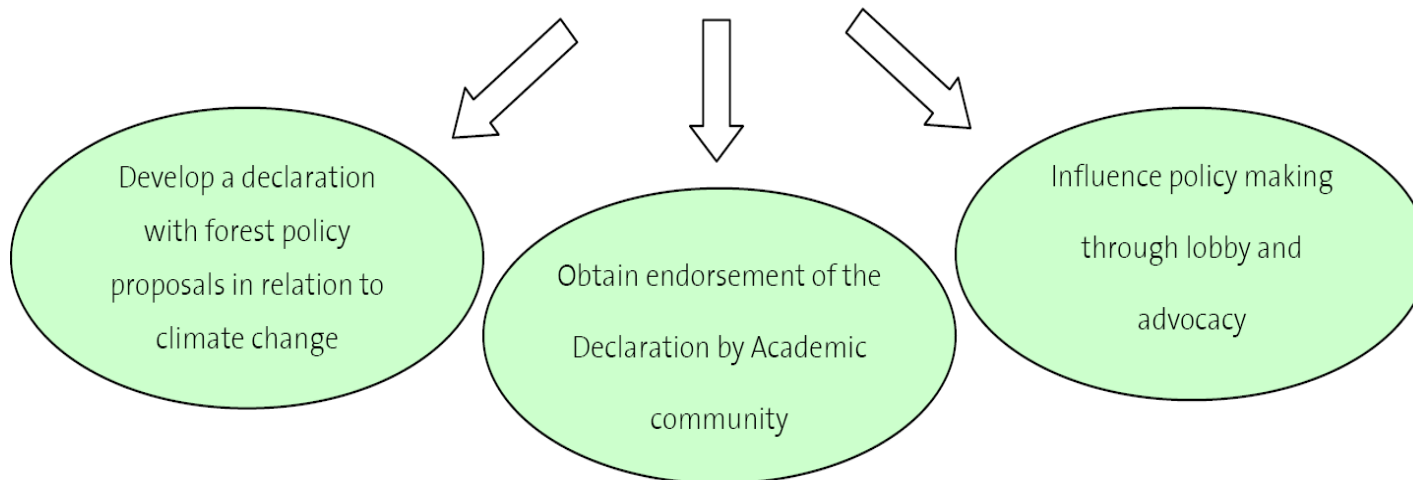 Develop a declaration
with forest policy
proposals in relation to
climate change
Obtain endorsement of the
Declaration by Academic
community
Influence policy making
through lobby and
advocacy